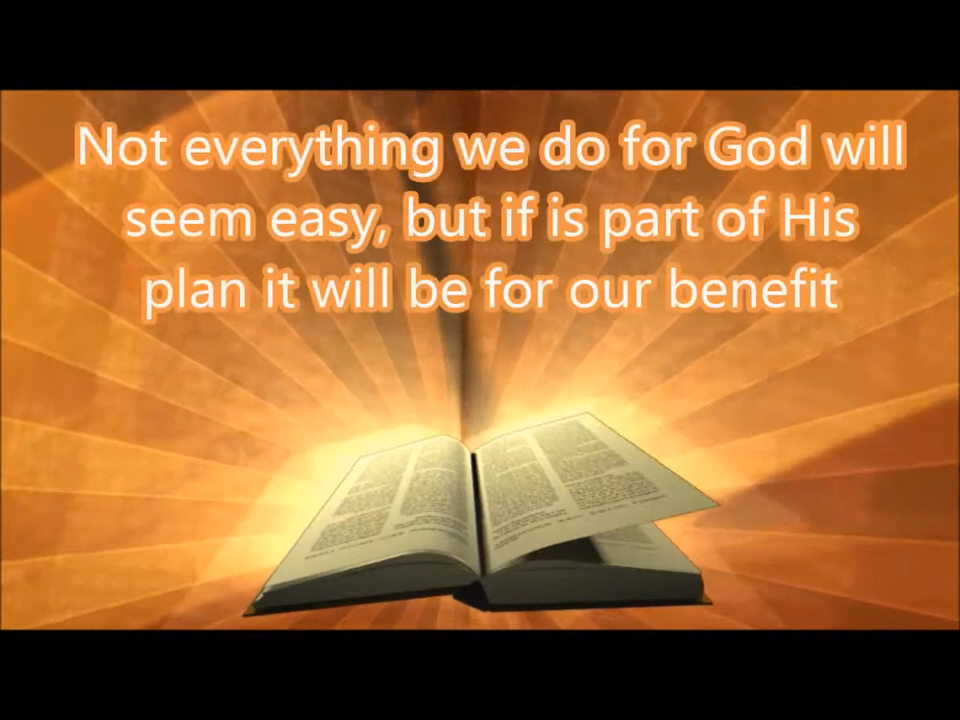 Not everything we do for God will
seem easy, but if is part of His
plan it will be for our benefit